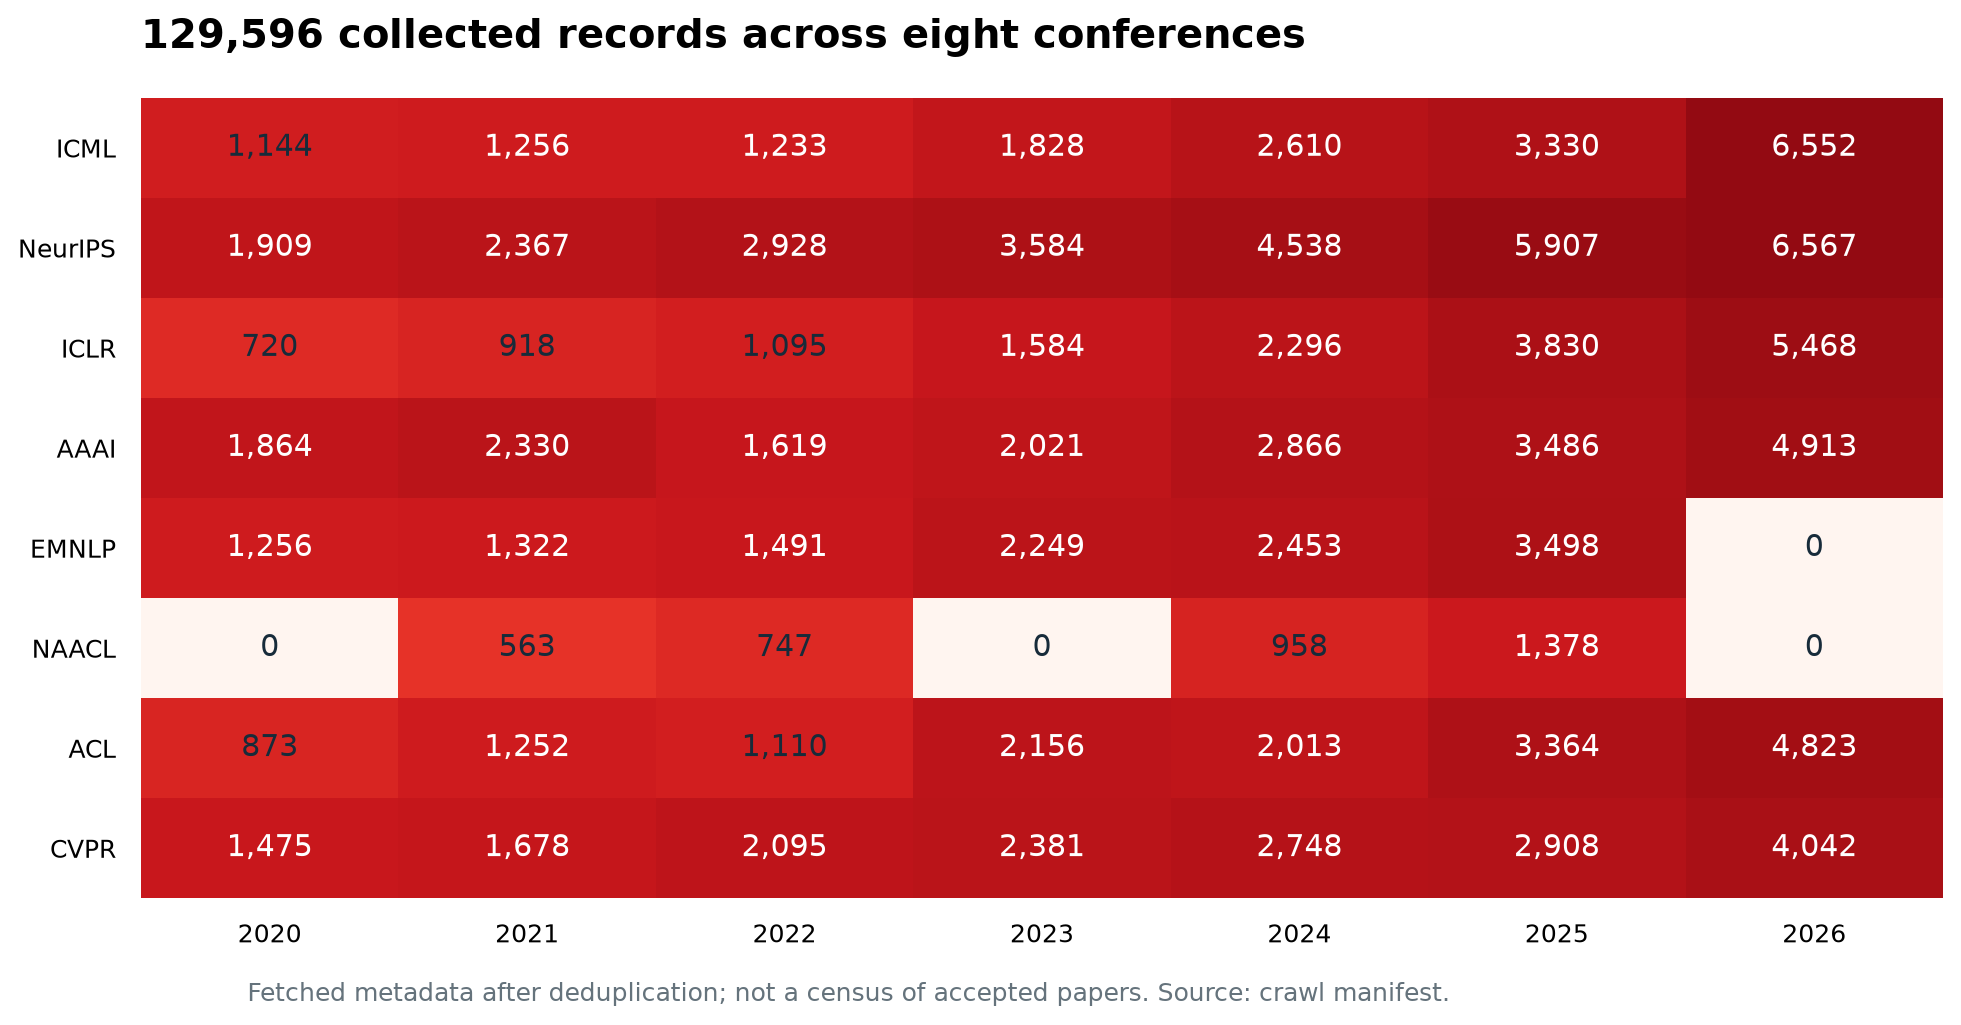 129,596 collected records across eight conferences
ICML 1,144 1,256 1,233 1,828 2,610 3,330 6,552
NeurIPS 1,909 2,367 2,928 3,584 4,538 5,907 6,567
ICLR 720 918 1,095 1,584 2,296 3,830 5,468
AAAI 1,864 2,330 1,619 2,021 2,866 3,486 4,913
EMNLP 1,256 1,322 1,491 2,249 2,453 3,498 0
NAACL 0 563 747 0 958 1,378 0
ACL 873 1,252 1,110 2,156 2,013 3,364 4,823
CVPR 1,475 1,678 2,095 2,381 2,748 2,908 4,042
2020 2021 2022 2023 2024 2025 2026
Fetched metadata after deduplication; not a census of accepted papers. Source: crawl manifest.